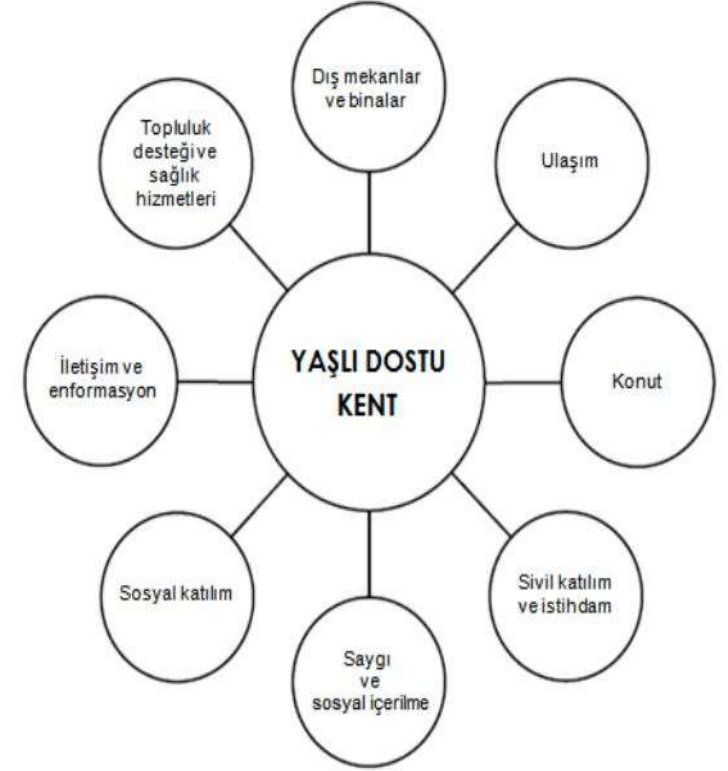 Dış mekanlar
ve binalar
Ulaşım
Konut
Sivil katılım
ve istihdam
Saygı
ve
sosyal içerilme
Sosyal katılım
İletişim ve
enformasyon
Topluluk
desteği ve
sağlık
hizmetleri
YAŞLI DOSTU
KENT